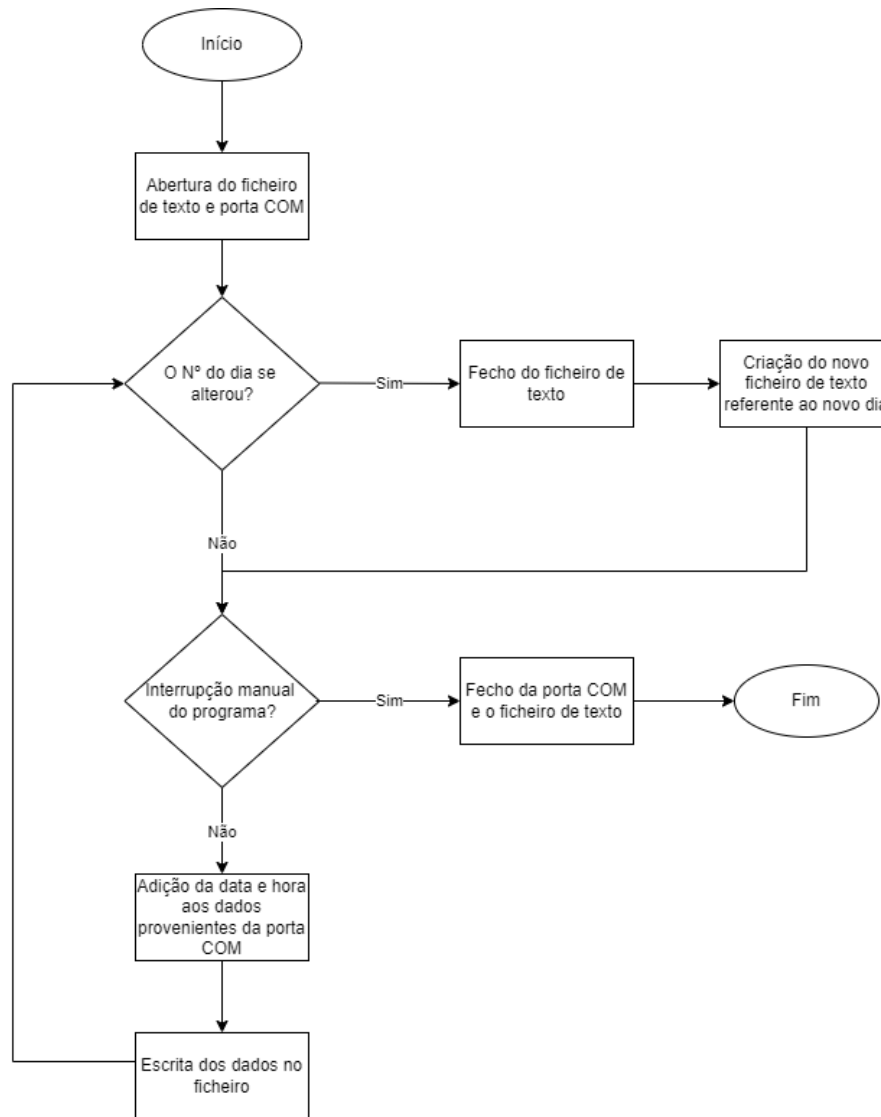 Início
Abertura do ficheiro
de texto e porta COM
O Nº do dia se
alterou?
Sim
Fecho do ficheiro de
texto
Criação do novo
ficheiro de texto
referente ao novo dia
Não
Interrupção manual
do programa?
Sim
Fecho da porta COM
e o ficheiro de texto
Fim
Não
Adição da data e hora
aos dados
provenientes da porta
COM
Escrita dos dados no
ficheiro